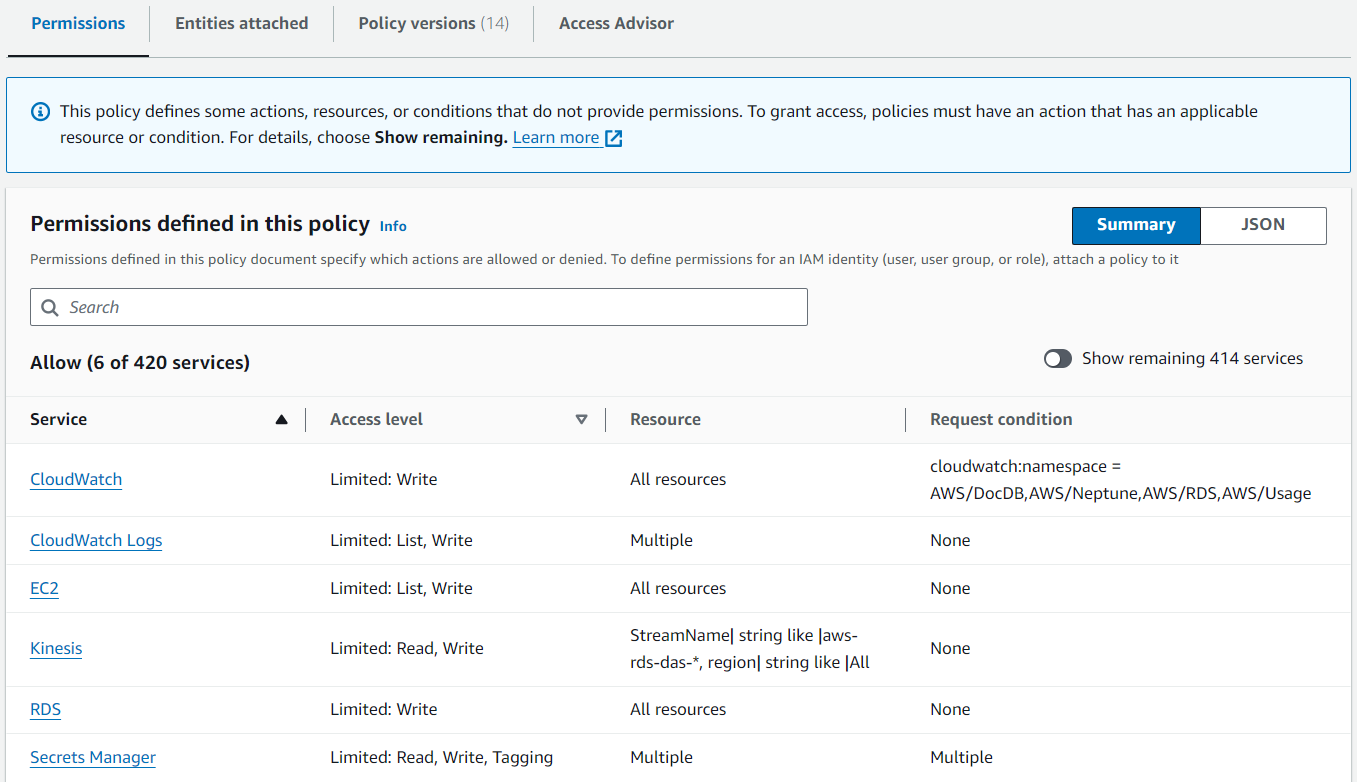 Permissions Entities attached Policy versions (14) Access Advisor
This policy defines some actions, resources, or conditions that do not provide permissions. To grant access, policies must have an action that has an applicable
resource or condition. For details, choose Show remaining. Learn more
Permissions defined in this policy Info
Summary JSON
Permissions defined in this policy document specify which actions are allowed or denied. To define permissions for an IAM identity (user, user group, or role), attach a policy to it
Search
Allow (6 of 420 services)
Show remaining 414 services
Service Access level Resource Request condition
CloudWatch Limited: Write All resources cloudwatch:namespace =
AWS/DocDB,AWS/Neptune,AWS/RDS,AWS/Usage
CloudWatch Logs Limited: List, Write Multiple None
EC2 Limited: List, Write All resources None
Kinesis Limited: Read, Write StreamName| string like |aws-
rds-das-*, region| string like |All None
RDS Limited: Write All resources None
Secrets Manager Limited: Read, Write, Tagging Multiple Multiple